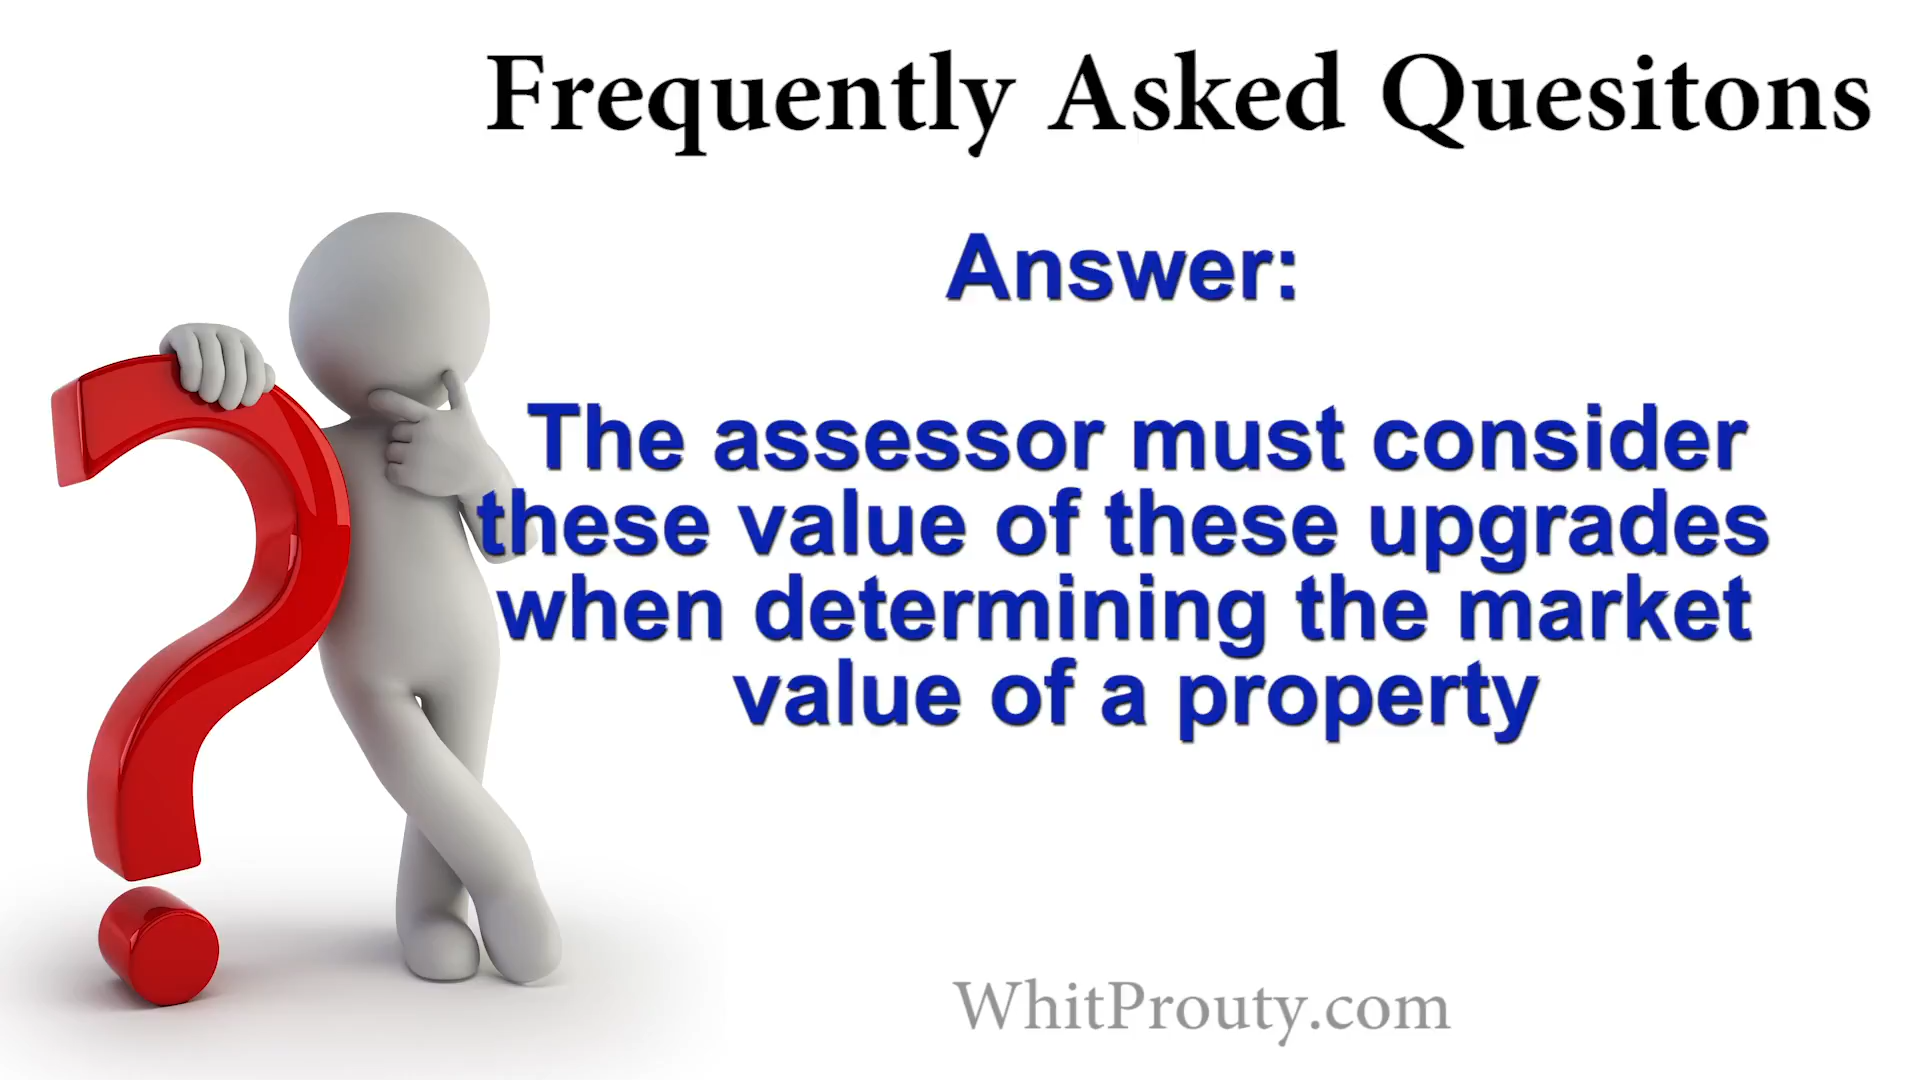 Frequently Asked Quesitons
Answer:
The assessor must consider
these value of these upgrades
when determining the market
value of a property
WhitProuty.com